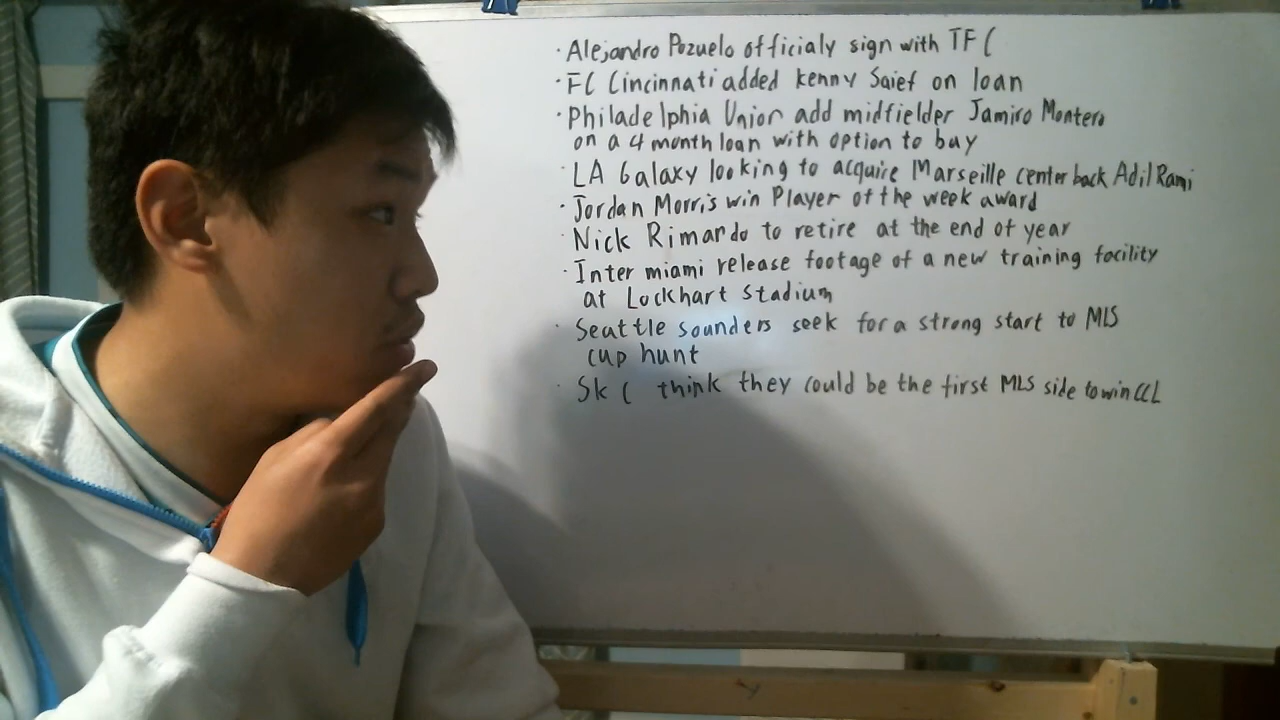 · Alejandro Pozuelo officialy sign with TFC
· FC Cincinnati added kenny Saief on loan
· Philadelphia Union add midfielder Jamiro Montero
on a 4 month loan with option to buy
· LA Galaxy looking to acquire Marseille center back Adil Rami
· Jordan Morris win Player of the week award
· Nick Rimando to retire at the end of year
· Inter miami release footage of a new training facility
at Lockhart Stadium
· Seattle sounders seek for a strong start to MLS
cup hunt
· SKC think they could be the first MLS side to win CCL